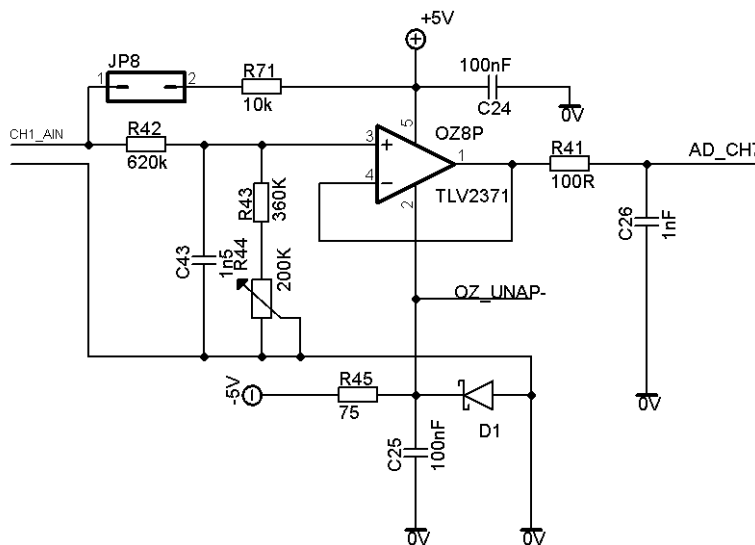 +5V
JP8
1
2
R71
10k
100nF
C24
0V
CH1_AIN
R42
620k
3
5
OZ8P
+
4
−
1
2
TLV2371
R41
100R
AD_CH7
R43
360K
C43
1n5
R44
200K
C26
1nF
OZ_UNAP-
-5V
R45
75
D1
C25
100nF
0V
0V
0V